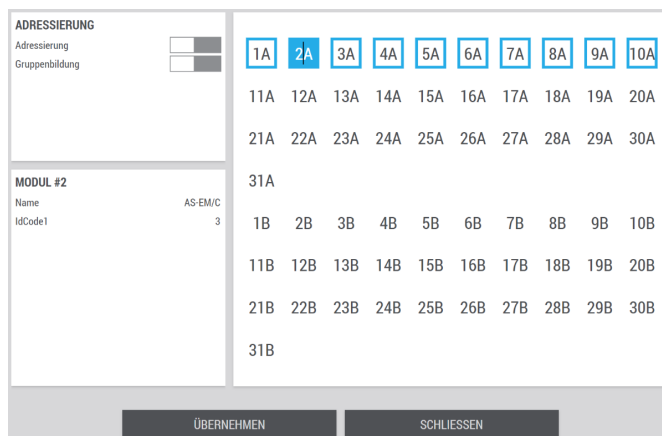 ADRESSIERUNG
Adressierung
Gruppenbildung
MODUL #2
Name AS-EM/C
IdCode1 3
1A 2A 3A 4A 5A 6A 7A 8A 9A 10A
11A 12A 13A 14A 15A 16A 17A 18A 19A 20A
21A 22A 23A 24A 25A 26A 27A 28A 29A 30A
31A
1B 2B 3B 4B 5B 6B 7B 8B 9B 10B
11B 12B 13B 14B 15B 16B 17B 18B 19B 20B
21B 22B 23B 24B 25B 26B 27B 28B 29B 30B
31B
ÜBERNEHMEN SCHLIESSEN